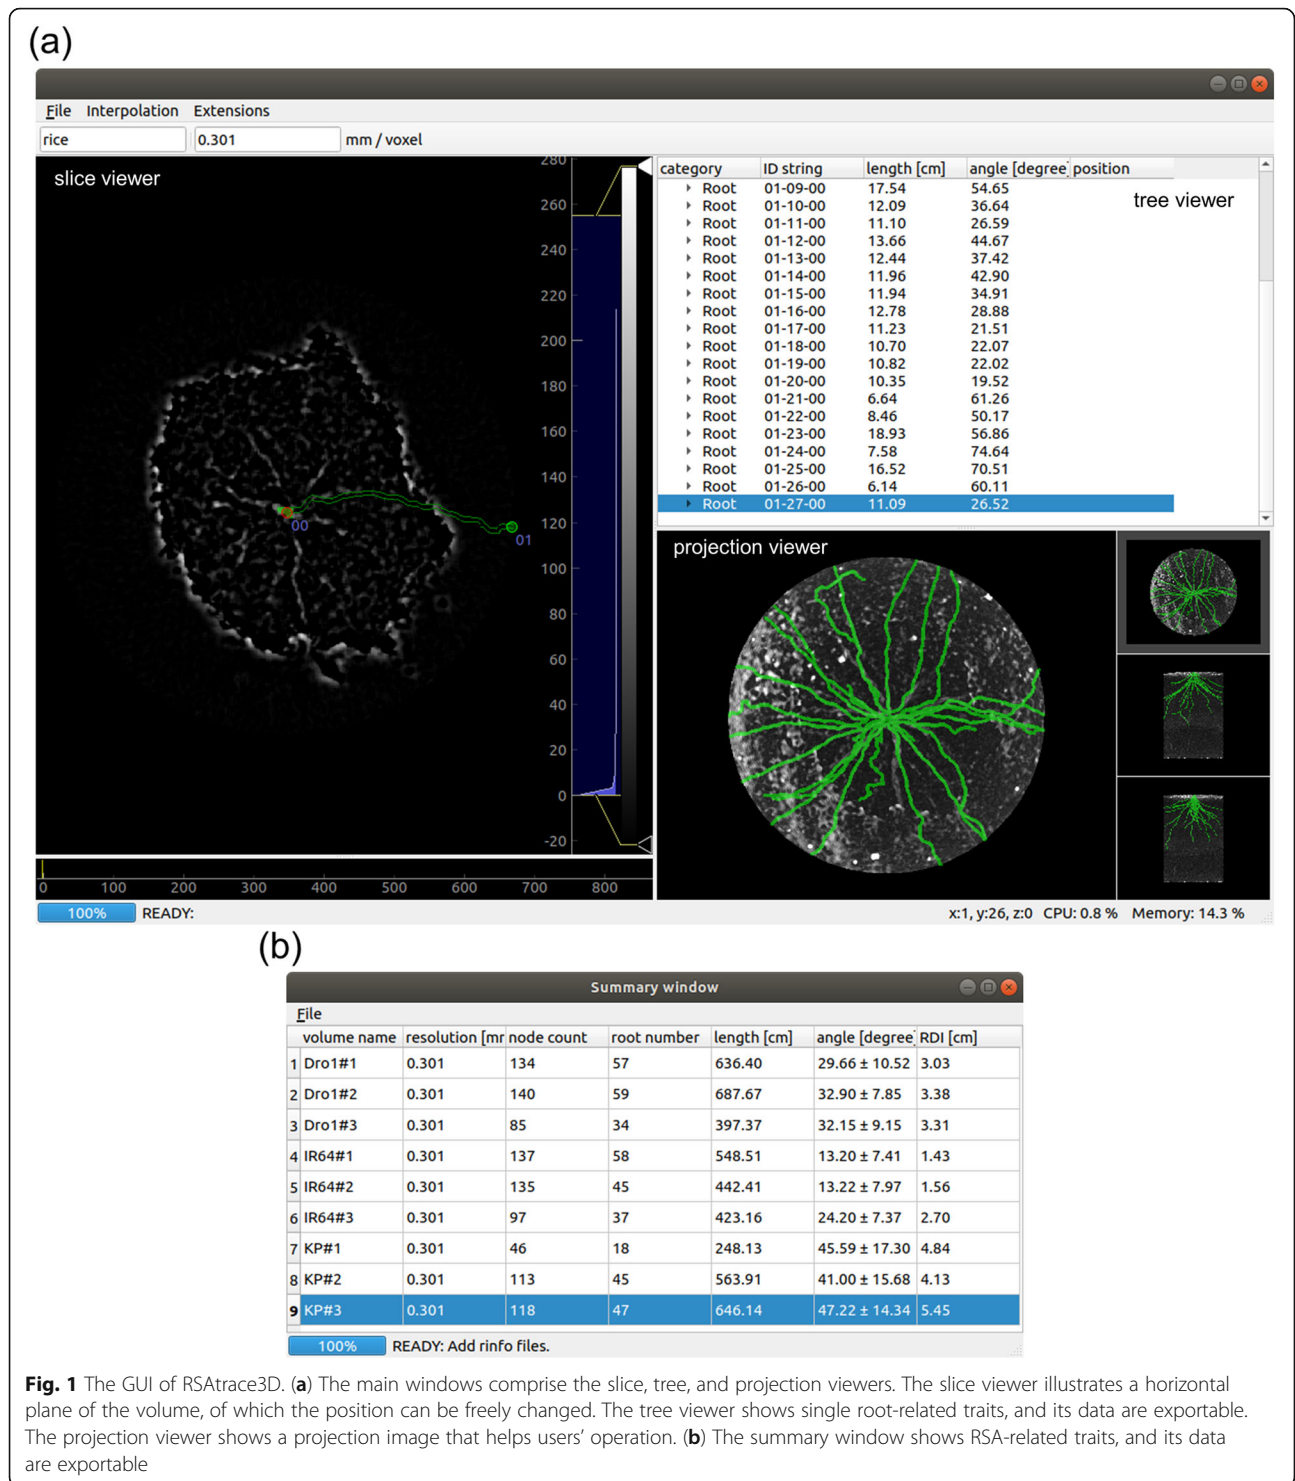 (a)
File Interpolation Extensions
rice 0.301 mm / voxel
slice viewer
280
260
240
220
200
180
160
140
120
100
80
60
40
20
0
-20
00
01
0 100 200 300 400 500 600 700 800
category ID string length [cm] angle [degree] position
tree viewer
Root 01-09-00 17.54 54.65
Root 01-10-00 12.09 36.64
Root 01-11-00 11.10 26.59
Root 01-12-00 13.66 44.67
Root 01-13-00 12.44 37.42
Root 01-14-00 11.96 42.90
Root 01-15-00 11.94 34.91
Root 01-16-00 12.78 28.88
Root 01-17-00 11.23 21.51
Root 01-18-00 10.70 22.07
Root 01-19-00 10.82 22.02
Root 01-20-00 10.35 19.52
Root 01-21-00 6.64 61.26
Root 01-22-00 8.46 50.17
Root 01-23-00 18.93 56.86
Root 01-24-00 7.58 74.64
Root 01-25-00 16.52 70.51
Root 01-26-00 6.14 60.11
Root 01-27-00 11.09 26.52
projection viewer
100% READY: x:1, y:26, z:0 CPU: 0.8 % Memory: 14.3 %
(b)
Summary window
File
volume name resolution [mr node count root number length [cm] angle [degree] RDI [cm]
1 Dro1#1 0.301 134 57 636.40 29.66 ± 10.52 3.03
2 Dro1#2 0.301 140 59 687.67 32.90 ± 7.85 3.38
3 Dro1#3 0.301 85 34 397.37 32.15 ± 9.15 3.31
4 IR64#1 0.301 137 58 548.51 13.20 ± 7.41 1.43
5 IR64#2 0.301 135 45 442.41 13.22 ± 7.97 1.56
6 IR64#3 0.301 97 37 423.16 24.20 ± 7.37 2.70
7 KP#1 0.301 46 18 248.13 45.59 ± 17.30 4.84
8 KP#2 0.301 113 45 563.91 41.00 ± 15.68 4.13
9 KP#3 0.301 118 47 646.14 47.22 ± 14.34 5.45
100% READY: Add rinfo files.
Fig. 1 The GUI of RSAtrace3D. (a) The main windows comprise the slice, tree, and projection viewers. The slice viewer illustrates a horizontal
plane of the volume, of which the position can be freely changed. The tree viewer shows single root-related traits, and its data are exportable.
The projection viewer shows a projection image that helps users' operation. (b) The summary window shows RSA-related traits, and its data
are exportable